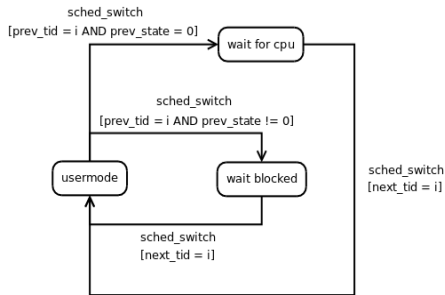 sched_switch
[prev_tid = i AND prev_state = 0]
wait for cpu
sched_switch
[prev_tid = i AND prev_state != 0]
usermode
wait blocked
sched_switch
[next_tid = i]
sched_switch
[next_tid = i]